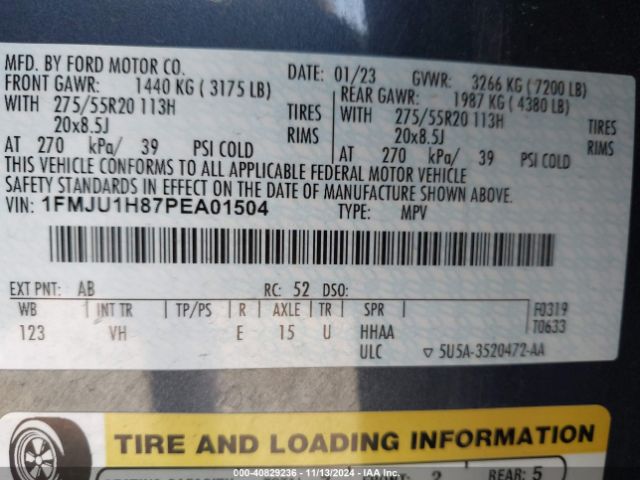 MFD. BY FORD MOTOR CO.
DATE: 01/23 GVWR: 3266 KG ( 7200 LB)
FRONT GAWR: 1440 KG ( 3175 LB)
REAR GAWR: 1987 KG ( 4380 LB)
WITH 275/55R20 113H TIRES
WITH 275/55R20 113H TIRES
20x8.5J RIMS
20x8.5J RIMS
AT 270 kPa/ 39 PSI COLD
AT 270 kPa/ 39 PSI COLD
THIS VEHICLE CONFORMS TO ALL APPLICABLE FEDERAL MOTOR VEHICLE
SAFETY STANDARDS IN EFFECT ON THE DATE OF MANUFACTURE SHOWN ABOVE.
VIN: 1FMJU1H87PEA01504 TYPE: MPV
EXT PNT: AB RC: 52 DSO:
WB INT TR TP/PS R AXLE TR SPR
F0319
123 VH E 15 U HHAA
T0633
ULC ▽ 5U5A-3520472-AA
TIRE AND LOADING INFORMATION
000-40829236 - 11/13/2024 - IAA Inc.
2 REAR: 5